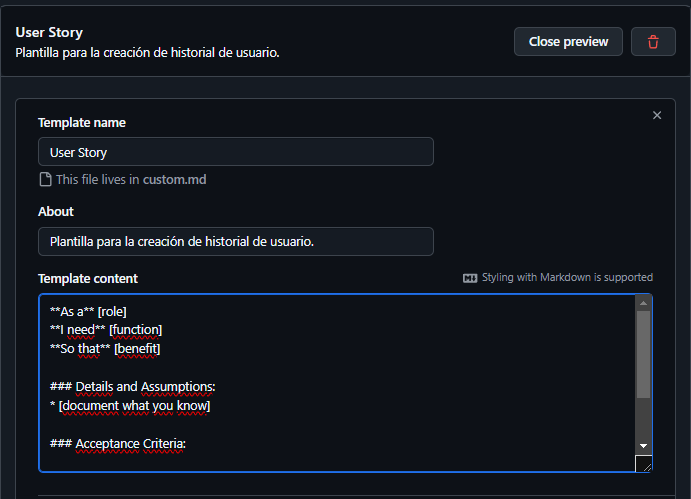 User Story
Plantilla para la creación de historial de usuario.
Close preview
Template name
User Story
This file lives in custom.md
About
Plantilla para la creación de historial de usuario.
Template content
Styling with Markdown is supported
**As a** [role]
**I need** [function]
**So that** [benefit]
### Details and Assumptions:
* [document what you know]
### Acceptance Criteria: